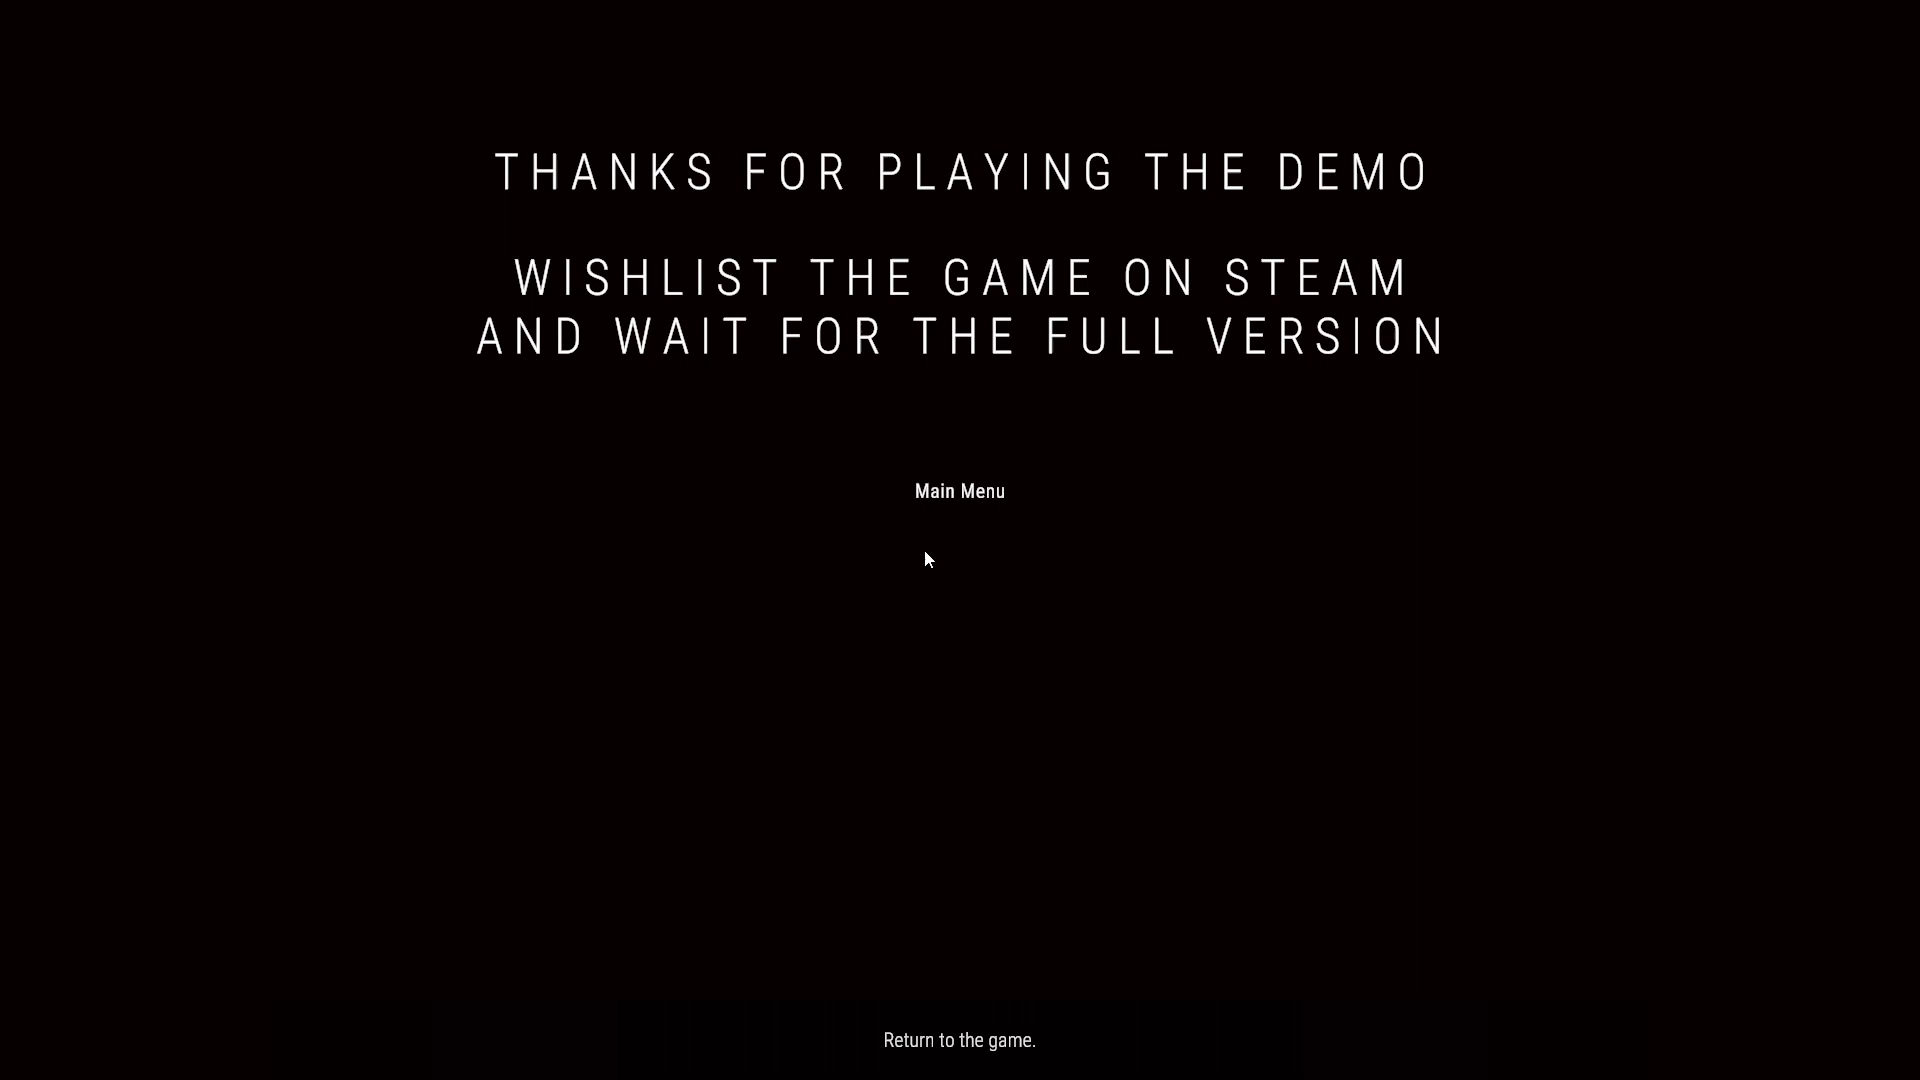 THANKS FOR PLAYING THE DEMO
WISHLIST THE GAME ON STEAM
AND WAIT FOR THE FULL VERSION
Main Menu
Return to the game.